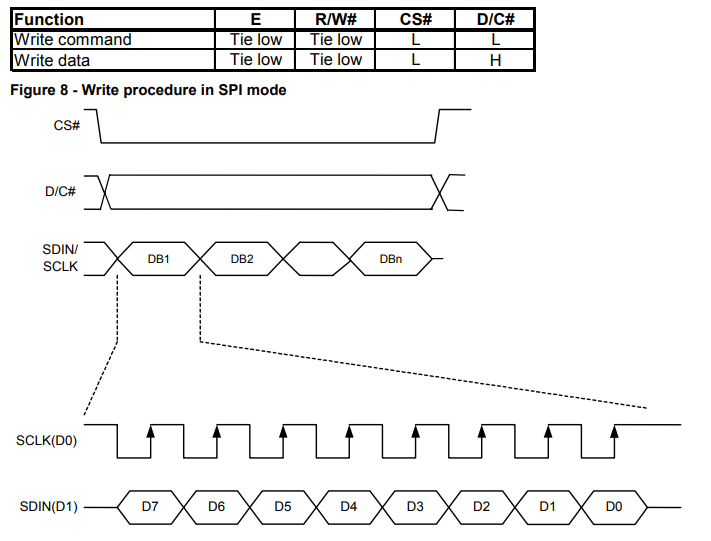 Function E R/W# CS# D/C#
Write command Tie low Tie low L L
Write data Tie low Tie low L H
Figure 8 - Write procedure in SPI mode
CS#
D/C#
SDIN/
SCLK
DB1 DB2 DBn
SCLK(D0)
SDIN(D1) D7 D6 D5 D4 D3 D2 D1 D0